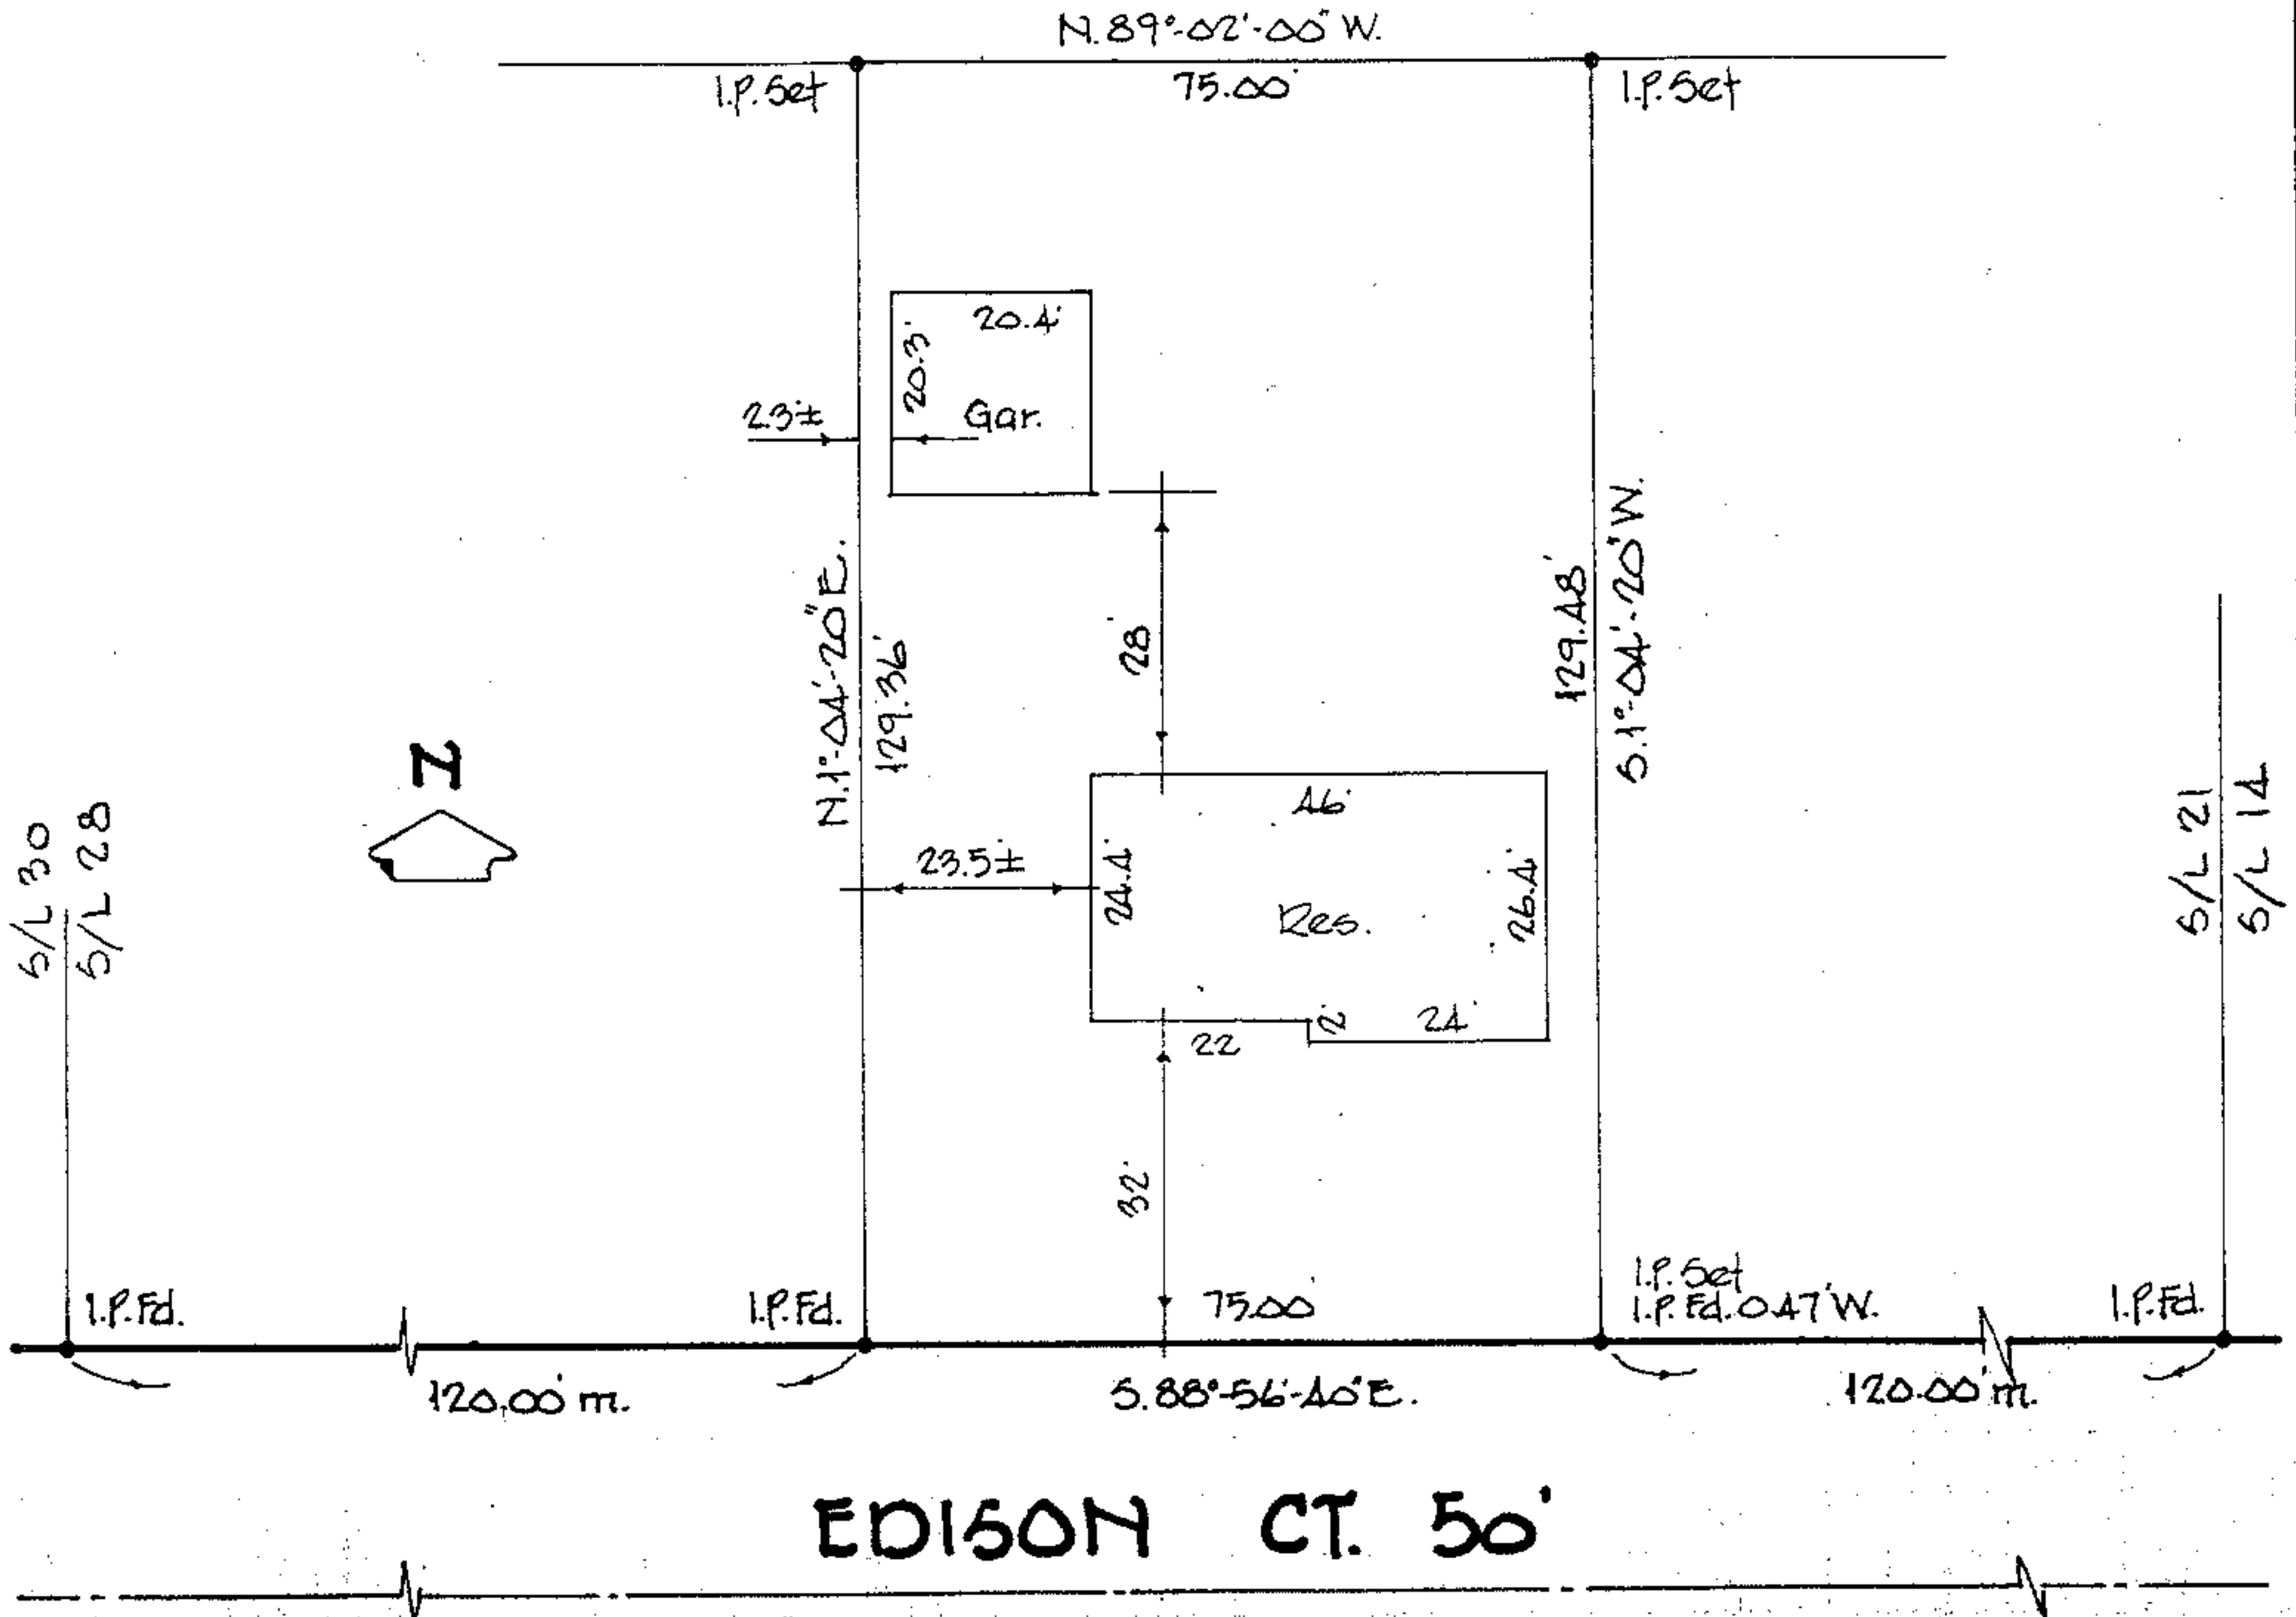 N. 89°-02'-00" W.
I.P. Set
75.00'
I.P. Set
20.4'
20.3'
2.3'±
Gar.
N. 1°-04'-20" E.
129.36'
28'
129.48'
S. 1°-04'-20" W.
N
S/L 30
S/L 28
23.5'±
46'
24.4'
26.4'
Res.
S/L 21
S/L 14
22'
2'
24'
32'
I.P. Fd.
I.P. Fd.
75.00'
I.P. Set
I.P. Fd. 0.47' W.
I.P. Fd.
120.00' m.
S. 88°-56'-40" E.
120.00' m.
EDISON CT. 50'